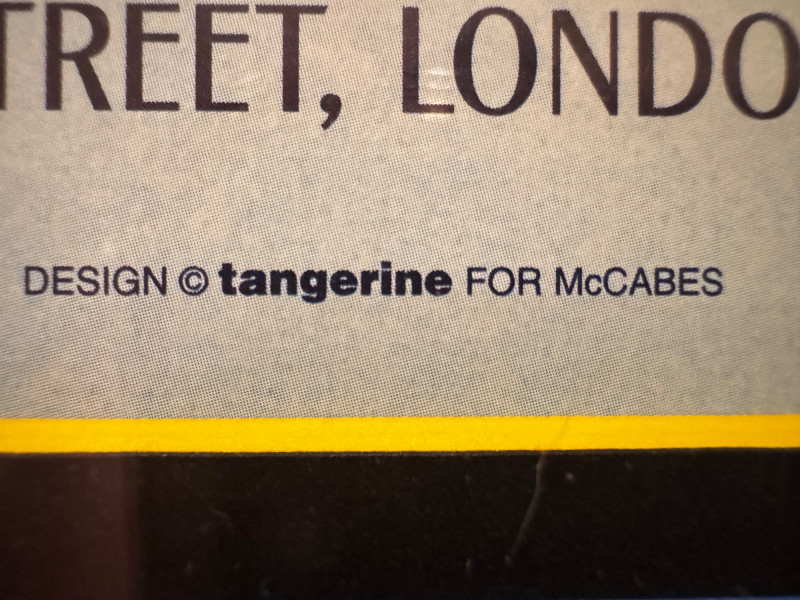 TREET, LONDO
DESIGN © tangerine FOR McCABES